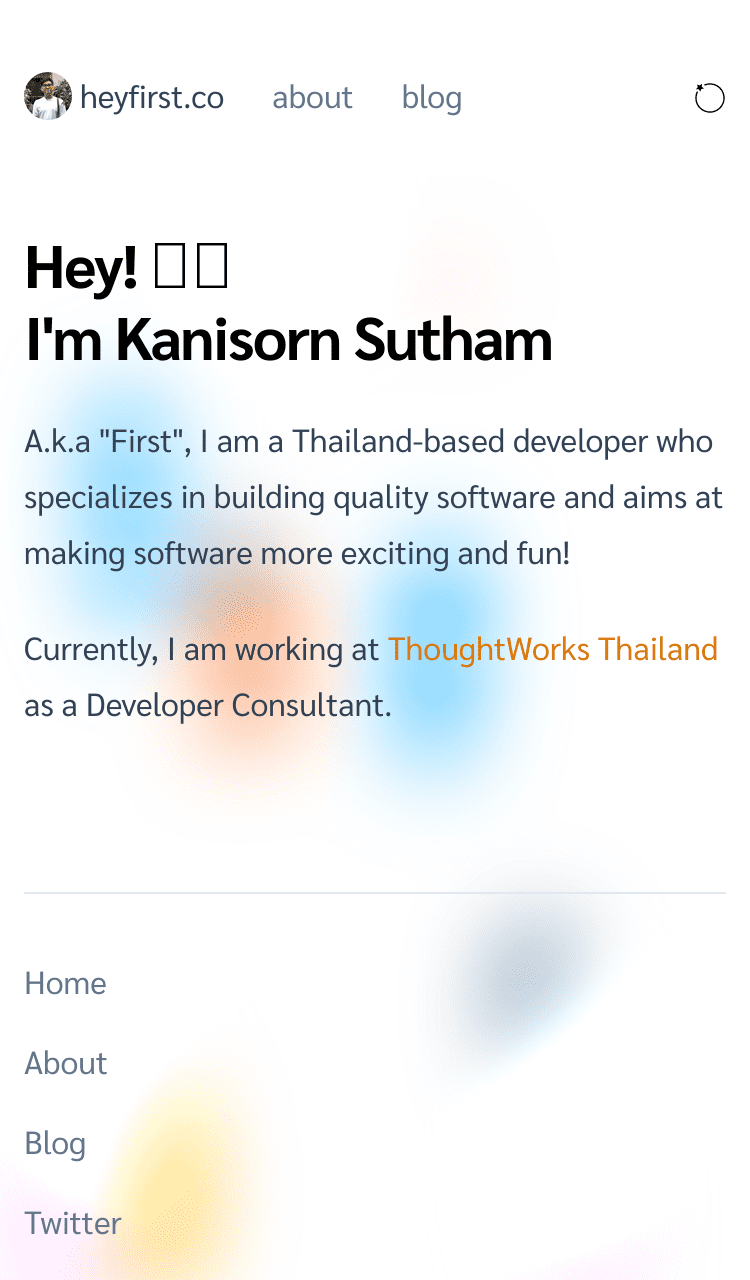 heyfirst.co about blog
Hey!
I'm Kanisorn Sutham
A.k.a "First", I am a Thailand-based developer who
specializes in building quality software and aims at
making software more exciting and fun!
Currently, I am working at ThoughtWorks Thailand
as a Developer Consultant.
Home
About
Blog
Twitter